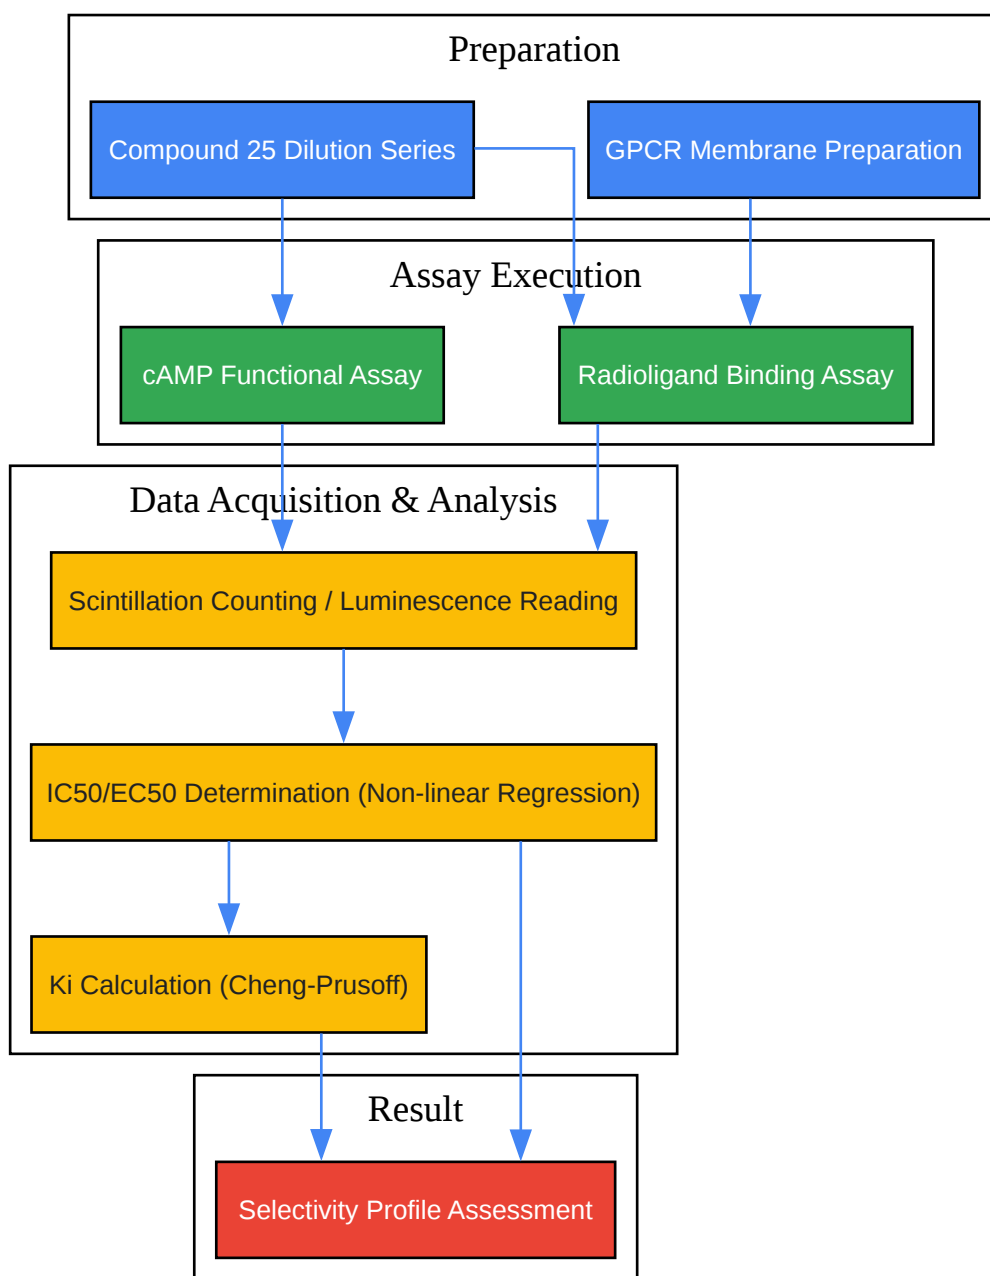 Preparation
Compound 25 Dilution Series
GPCR Membrane Preparation
Assay Execution
cAMP Functional Assay
Radioligand Binding Assay
Data Acquisition & Analysis
Scintillation Counting / Luminescence Reading
IC50/EC50 Determination (Non-linear Regression)
Ki Calculation (Cheng-Prusoff)
Result
Selectivity Profile Assessment